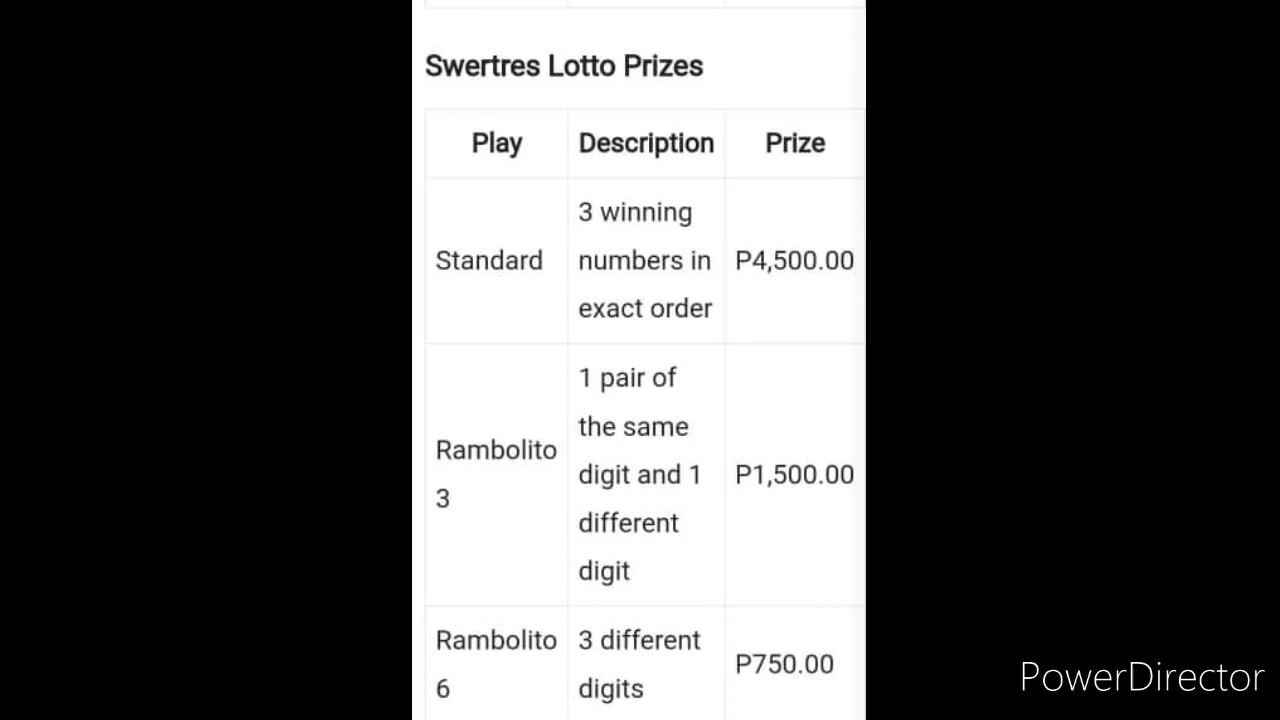 Swertres Lotto Prizes
Play Description Prize
3 winning
Standard numbers in P4,500.00
exact order
1 pair of
the same
Rambolito
digit and 1 P1,500.00
3
different
digit
Rambolito 3 different
P750.00
6 digits
PowerDirector